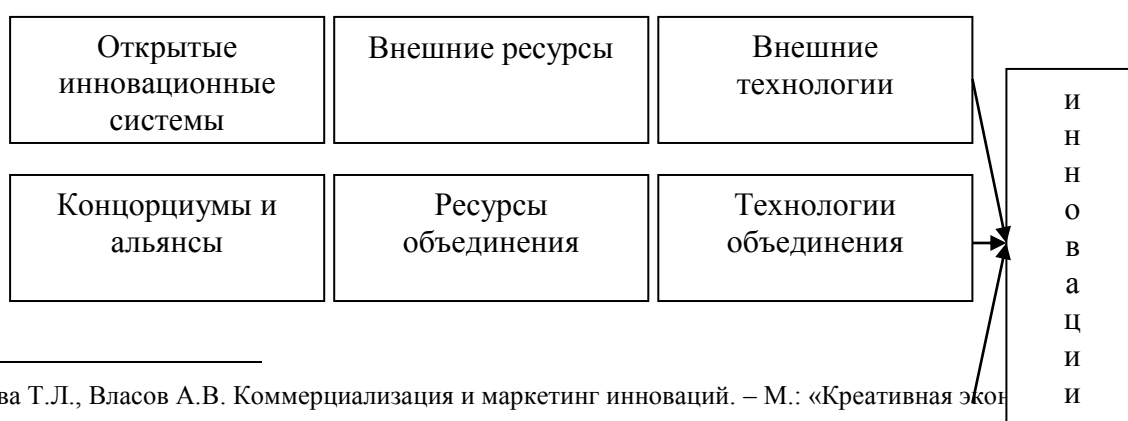 Открытые
инновационные
системы
Внешние ресурсы
Внешние
технологии
Концорциумы и
альянсы
Ресурсы
объединения
Технологии
объединения
и
н
н
о
в
а
ц
и
и
ва Т.Л., Власов А.В. Коммерциализация и маркетинг инноваций. – М.: «Креативная экон